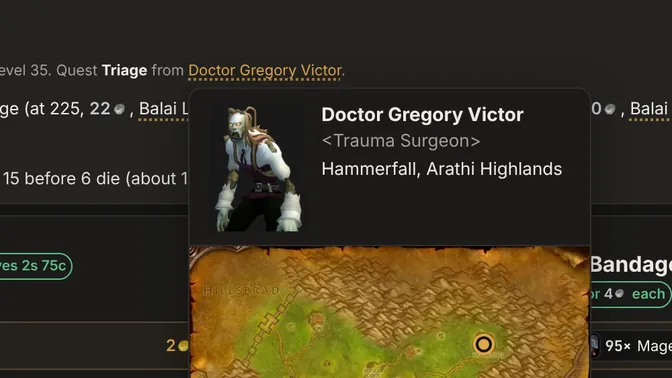 evel 35. Quest Triage from Doctor Gregory Victor.
ge (at 225, 22 , Balai L
0 , Balai
Doctor Gregory Victor
<Trauma Surgeon>
Hammerfall, Arathi Highlands
15 before 6 die (about 1
ves 2s 75c
Bandage
or 4 each
HILLSBRAD
2
95× Mage